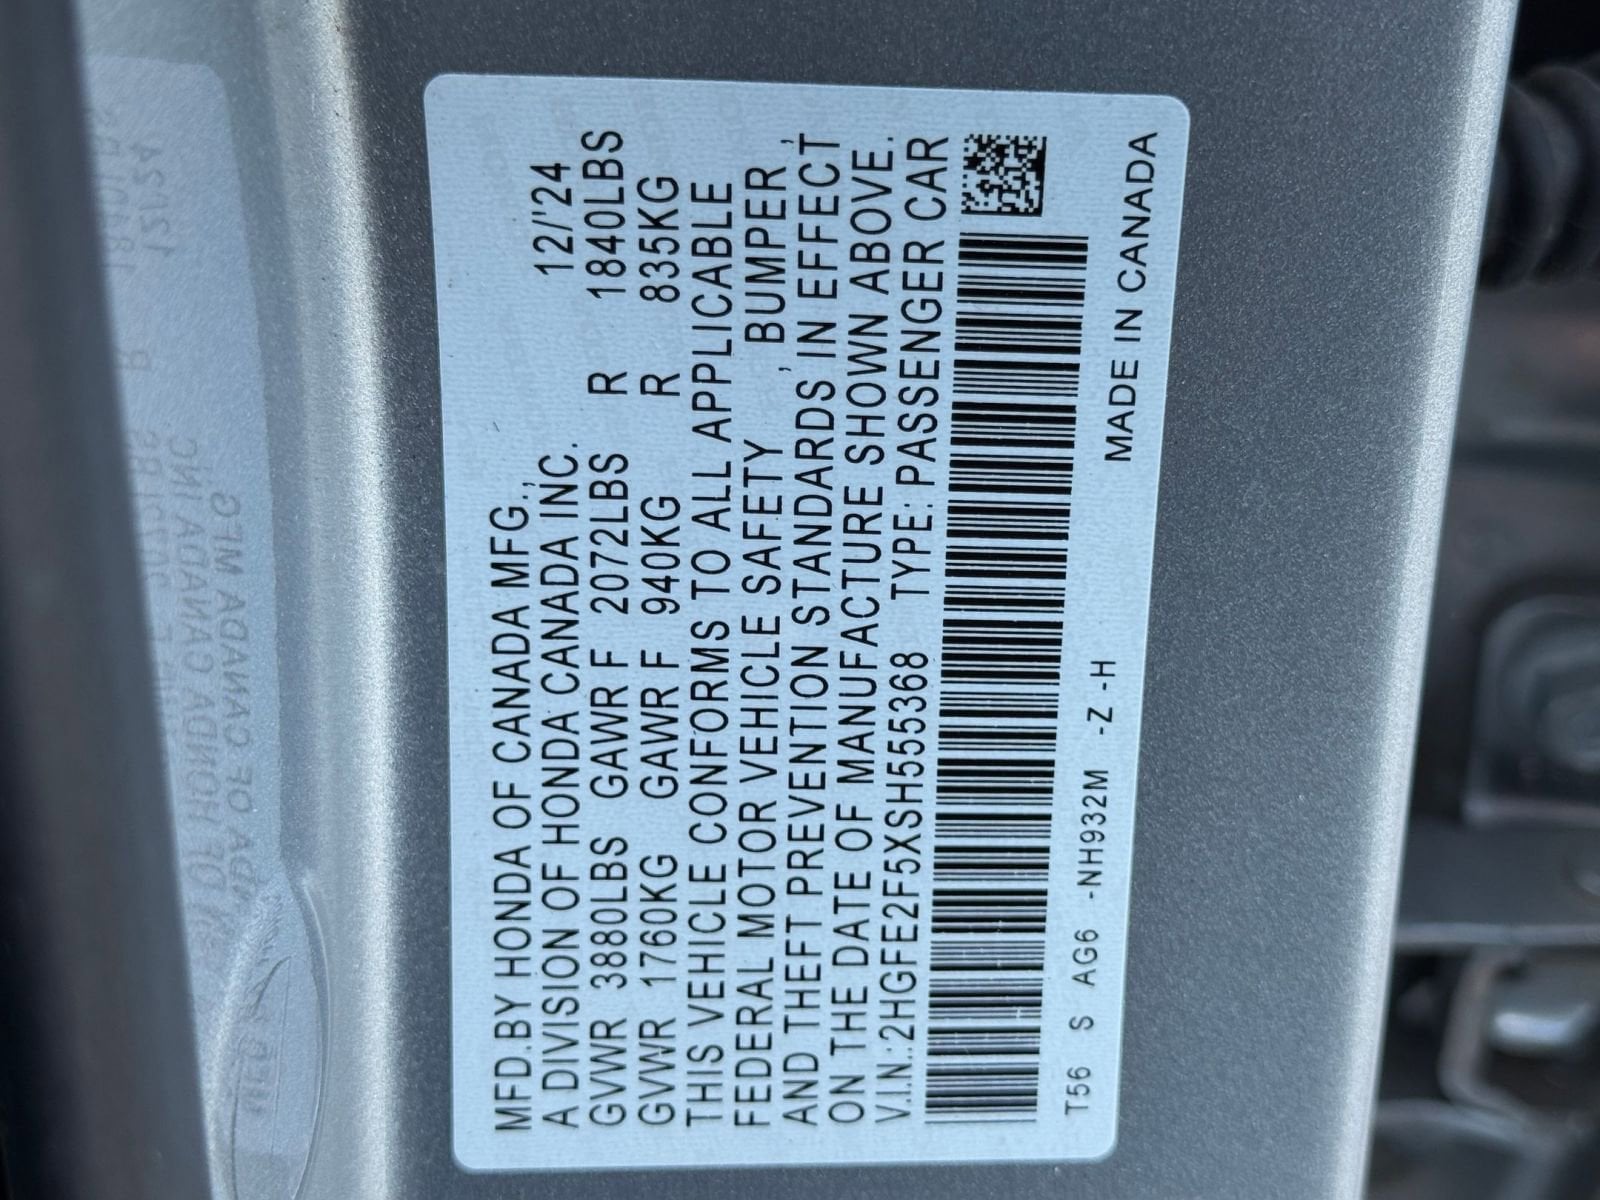 MFD.BY HONDA OF CANADA MFG.,
A DIVISION OF HONDA CANADA INC. 12/'24
GVWR 3880LBS GAWR F 2072LBS R 1840LBS
GVWR 1760KG GAWR F 940KG R 835KG
THIS VEHICLE CONFORMS TO ALL APPLICABLE
FEDERAL MOTOR VEHICLE SAFETY , BUMPER ,
AND THEFT PREVENTION STANDARDS IN EFFECT
ON THE DATE OF MANUFACTURE SHOWN ABOVE.
V.I.N.:2HGFE2F5XSH555368 TYPE: PASSENGER CAR
T56 S AG6 -NH932M -Z -H MADE IN CANADA